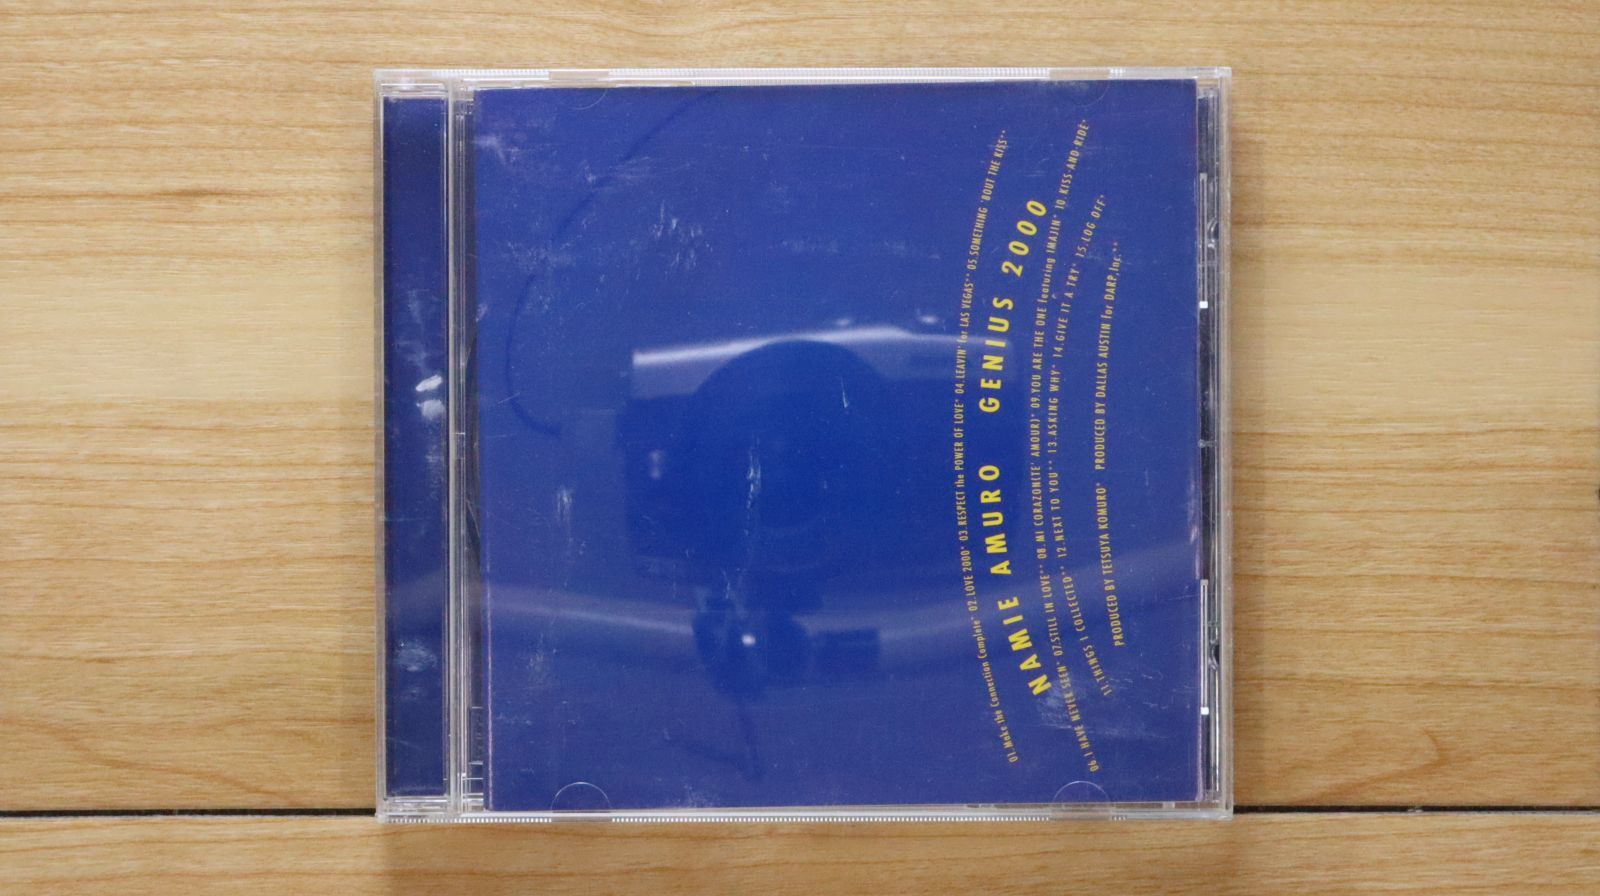 01.Make the Connection Complete* 02.LOVE 2000* 03.RESPECT the POWER OF LOVE* 04.LEAVIN' for LAS VEGAS** 05.SOMETHING 'BOUT THE KISS**
NAMIE AMURO GENIUS 2000
06.I HAVE NEVER SEEN* 07.STILL IN LOVE** 08.MI CORAZONITE' AMOUR)* 09.YOU ARE THE ONE featuring IMAJIN* 10.KISS-AND-RIDE*
11.THINGS I COLLECTED** 12.NEXT TO YOU** 13.ASKING WHY* 14.GIVE IT A TRY* 15.LOG OFF*
PRODUCED BY TETSUYA KOMURO* PRODUCED BY DALLAS AUSTIN for DARP,Inc.**